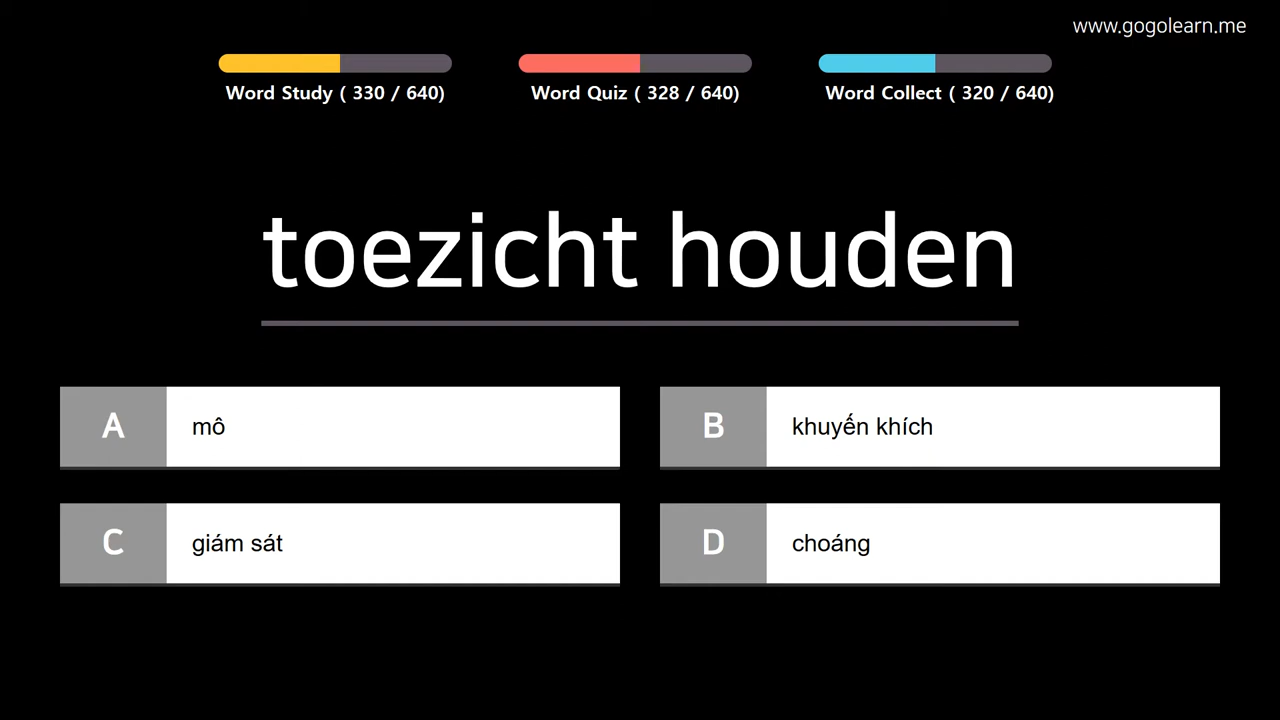 www.gogolearn.me
Word Study ( 330 / 640)
Word Quiz ( 328 / 640)
Word Collect ( 320 / 640)
toezicht houden
A mô
B khuyến khích
C giám sát
D choáng